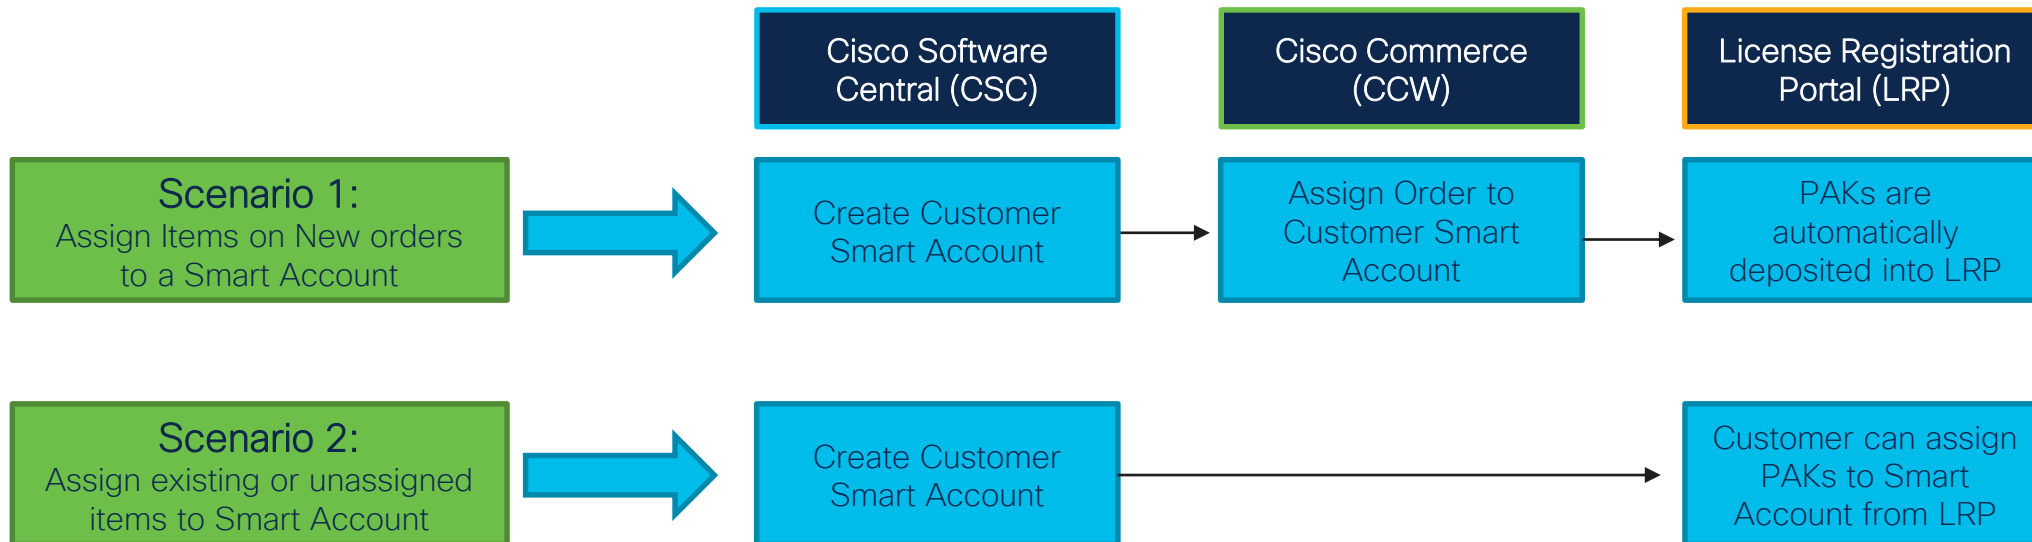 Cisco Software
Central (CSC)
Cisco Commerce
(CCW)
License Registration
Portal (LRP)
Scenario 1:
Assign Items on New orders
to a Smart Account
Create Customer
Smart Account
Assign Order to
Customer Smart
Account
PAKs are
automatically
deposited into LRP
Scenario 2:
Assign existing or unassigned
items to Smart Account
Create Customer
Smart Account
Customer can assign
PAKs to Smart
Account from LRP